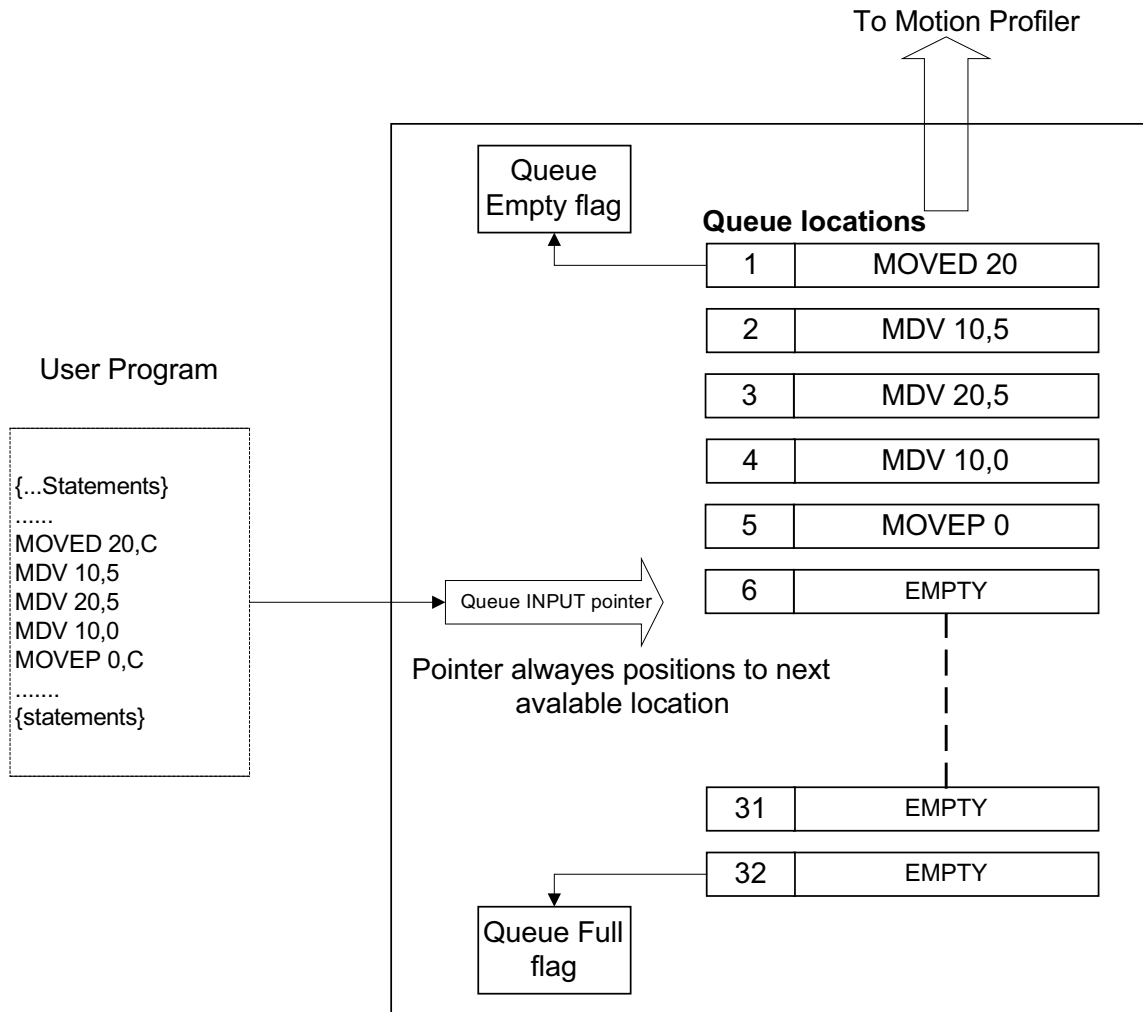 To Motion Profiler
Queue
Empty flag
Queue locations
1 MOVED 20
2 MDV 10,5
3 MDV 20,5
4 MDV 10,0
5 MOVEP 0
6 EMPTY
User Program
{...Statements}
......
MOVED 20,C
MDV 10,5
MDV 20,5
MDV 10,0
MOVEP 0,C
.......
{statements}
Queue INPUT pointer
Pointer alwayes positions to next
avalable location
31 EMPTY
32 EMPTY
Queue Full
flag